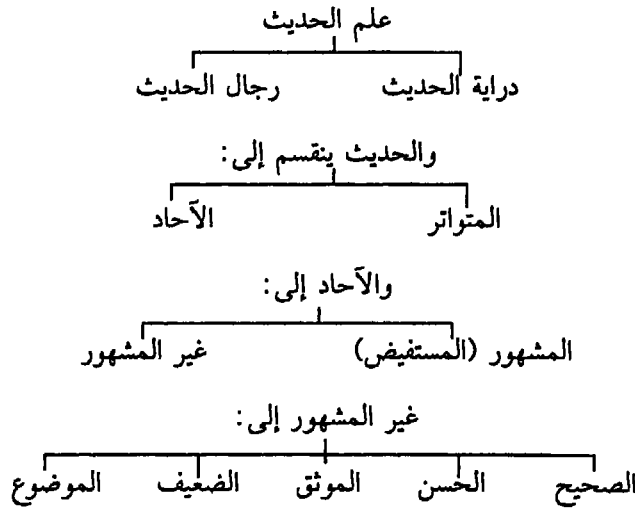 علم الحديث
دراية الحديث رجال الحديث
والحديث ينقسم إلى:
المتواتر الآحاد
والآحاد إلى:
المشهور (المستفيض) غير المشهور
غير المشهور إلى:
الصحيح الحسن الموثق الضعيف الموضوع